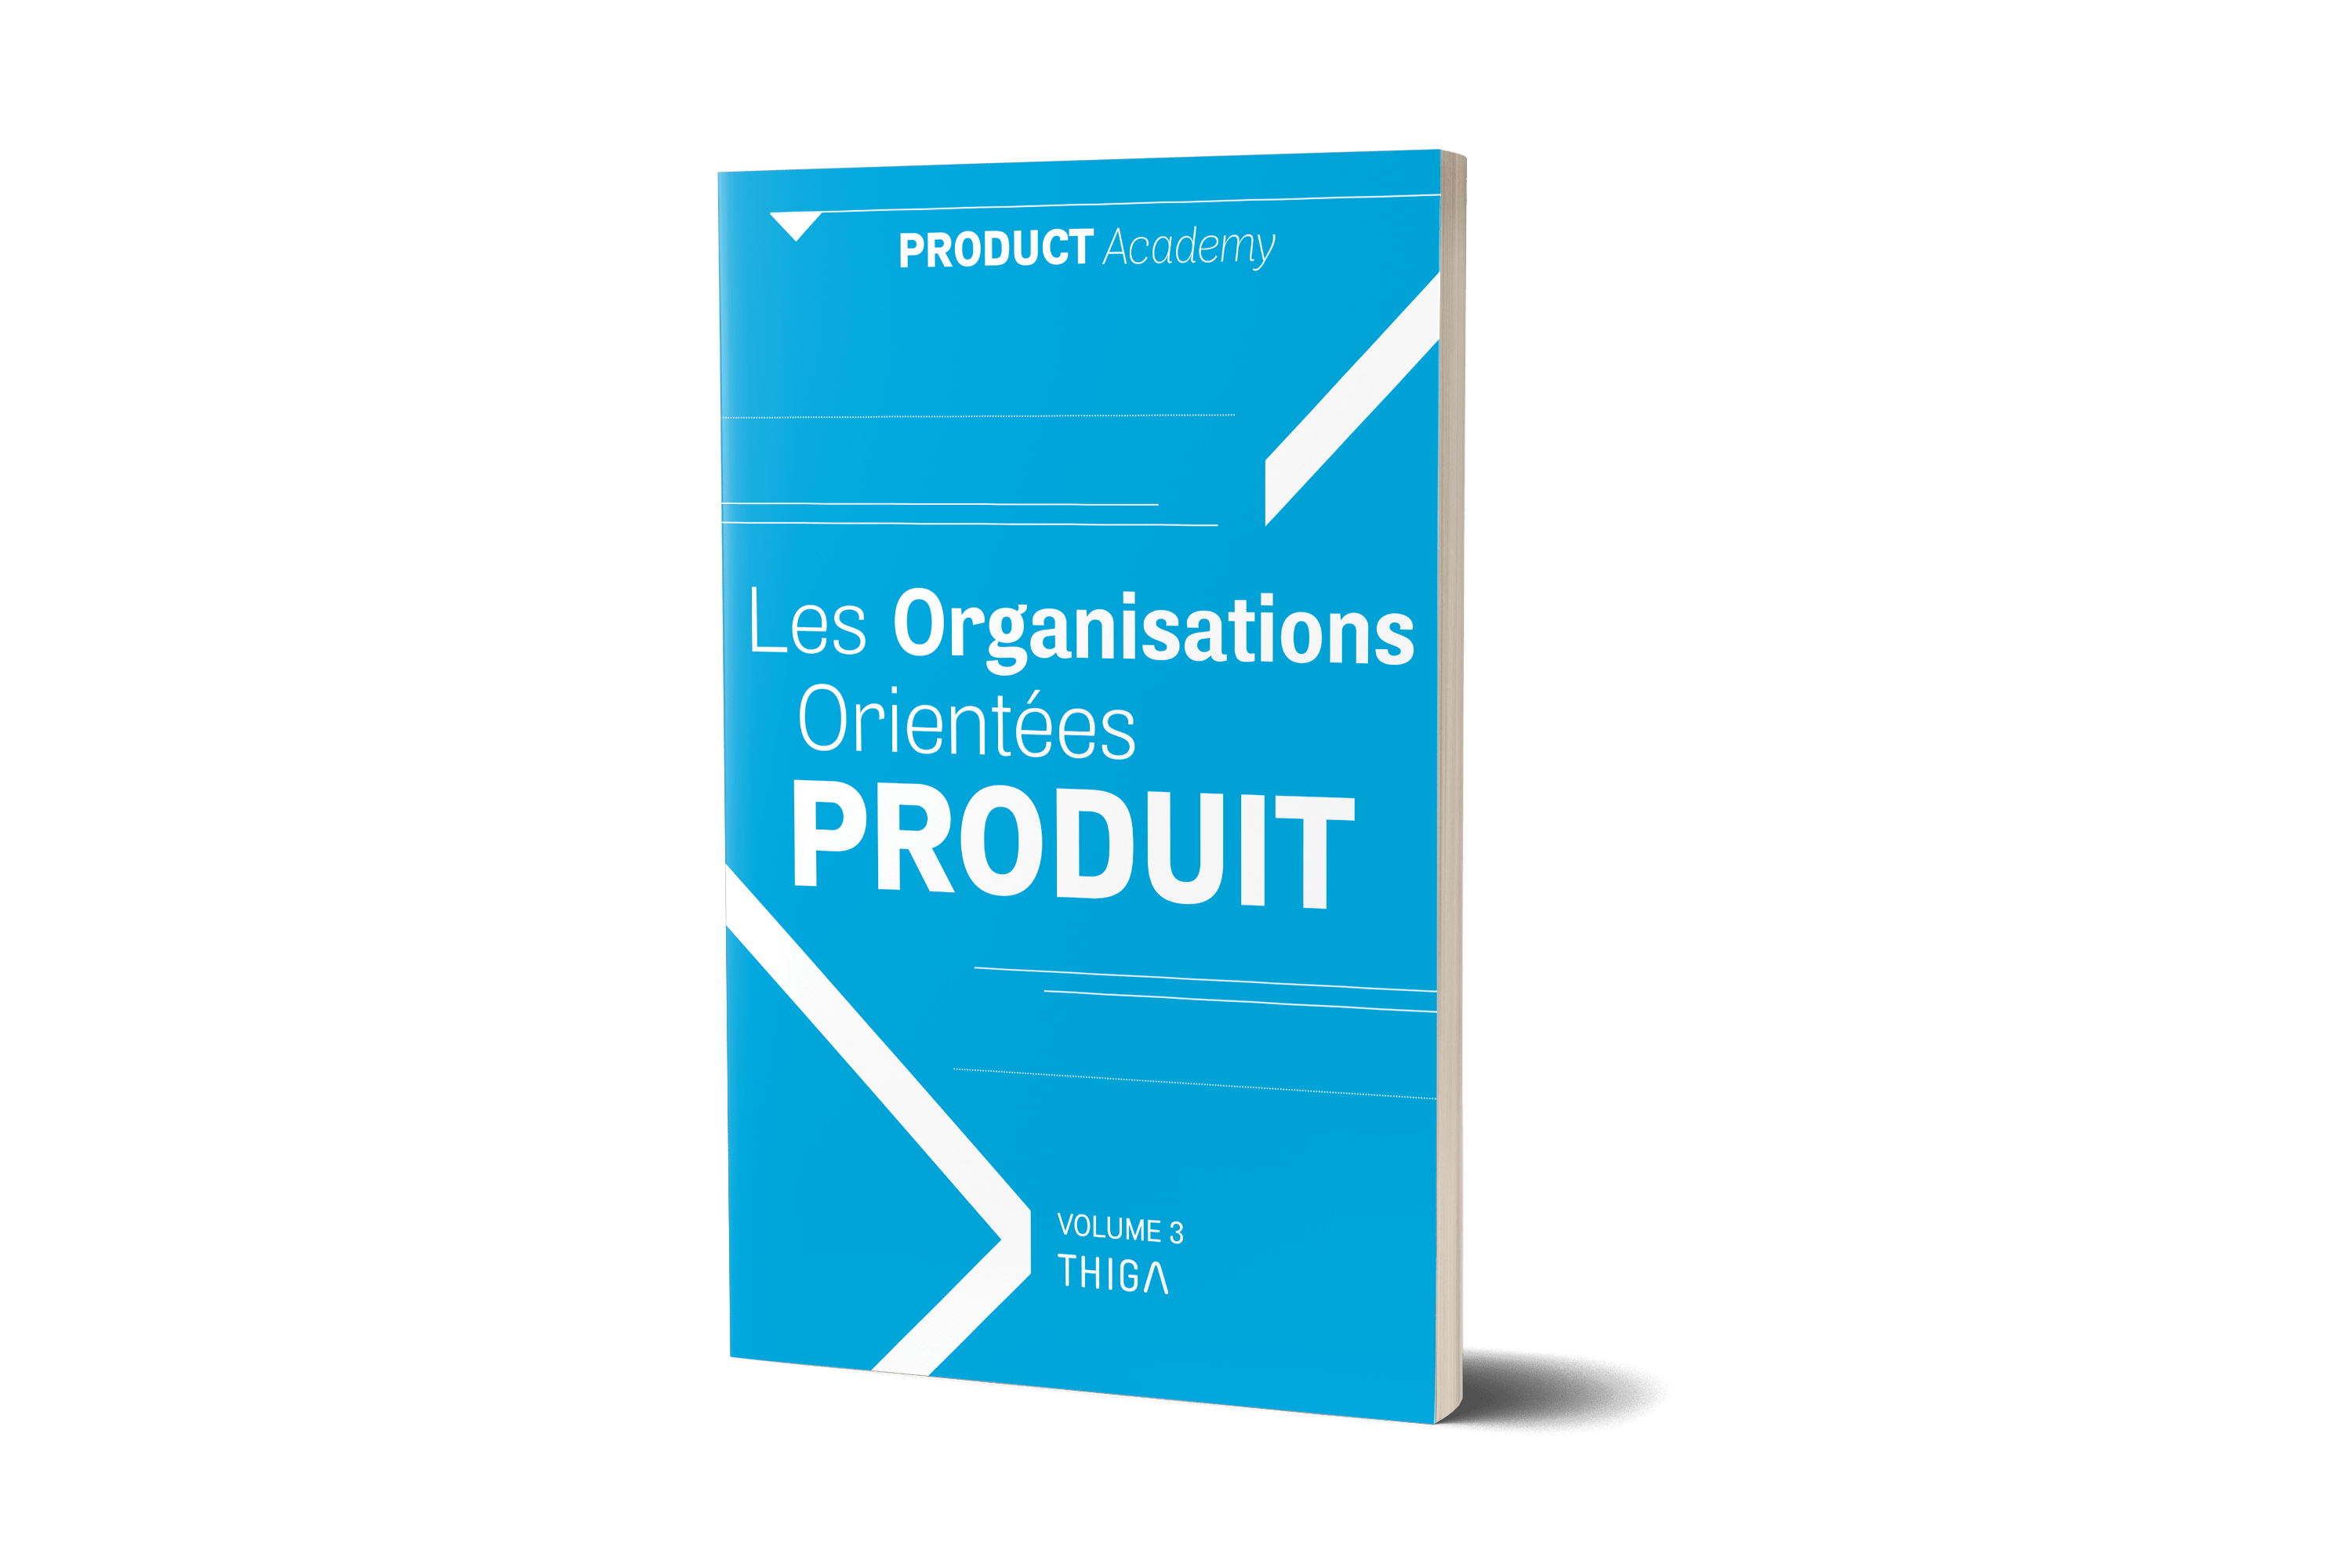 PRODUCT Academy
Les Organisations
Orientées
PRODUIT
VOLUME 3
THIGA